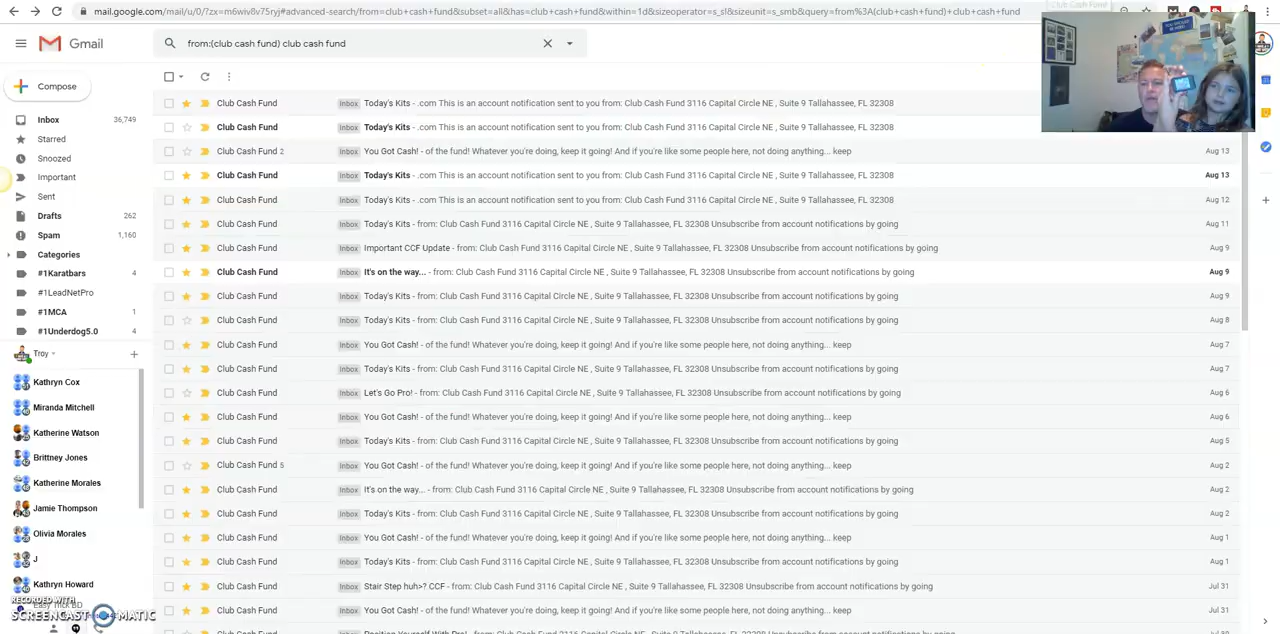 mail.google.com/mail/u/0/?zx=m6wiv8v75ryj#advanced-search/from=club+cash+fund&subset=all&has=club+cash+fund&within=1d&sizeoperator=s_sl&sizeunit=s_smb&query=from%3A(club+cash+fund)+club+cash+fund
Club Cash Fund
Gmail
from:(club cash fund) club cash fund
Compose
Inbox 36,749
Starred
Snoozed
Important
Sent
Drafts 262
Spam 1,160
Categories
#1Karatbars 4
#1LeadNetPro
#1MCA 1
#1Underdog5.0 4
Troy
Kathryn Cox
Miranda Mitchell
Katherine Watson
Brittney Jones
Katherine Morales
Jamie Thompson
Olivia Morales
J
Kathryn Howard
RECORDED WITH
SCREENCAST-O-MATIC
Club Cash Fund Inbox Today's Kits - .com This is an account notification sent to you from: Club Cash Fund 3116 Capital Circle NE, Suite 9 Tallahassee, FL 32308
Club Cash Fund Inbox Today's Kits - .com This is an account notification sent to you from: Club Cash Fund 3116 Capital Circle NE, Suite 9 Tallahassee, FL 32308
Club Cash Fund 2 Inbox You Got Cash! - of the fund! Whatever you're doing, keep it going! And if you're like some people here, not doing anything... keep Aug 13
Club Cash Fund Inbox Today's Kits - .com This is an account notification sent to you from: Club Cash Fund 3116 Capital Circle NE, Suite 9 Tallahassee, FL 32308 Aug 13
Club Cash Fund Inbox Today's Kits - .com This is an account notification sent to you from: Club Cash Fund 3116 Capital Circle NE, Suite 9 Tallahassee, FL 32308 Aug 12
Club Cash Fund Inbox Today's Kits - from: Club Cash Fund 3116 Capital Circle NE , Suite 9 Tallahassee, FL 32308 Unsubscribe from account notifications by going Aug 11
Club Cash Fund Inbox Important CCF Update - from: Club Cash Fund 3116 Capital Circle NE , Suite 9 Tallahassee, FL 32308 Unsubscribe from account notifications by going Aug 9
Club Cash Fund Inbox It's on the way... - from: Club Cash Fund 3116 Capital Circle NE , Suite 9 Tallahassee, FL 32308 Unsubscribe from account notifications by going Aug 9
Club Cash Fund Inbox Today's Kits - from: Club Cash Fund 3116 Capital Circle NE , Suite 9 Tallahassee, FL 32308 Unsubscribe from account notifications by going Aug 9
Club Cash Fund Inbox Today's Kits - from: Club Cash Fund 3116 Capital Circle NE , Suite 9 Tallahassee, FL 32308 Unsubscribe from account notifications by going Aug 8
Club Cash Fund Inbox You Got Cash! - of the fund! Whatever you're doing, keep it going! And if you're like some people here, not doing anything... keep Aug 7
Club Cash Fund Inbox Today's Kits - from: Club Cash Fund 3116 Capital Circle NE , Suite 9 Tallahassee, FL 32308 Unsubscribe from account notifications by going Aug 7
Club Cash Fund Inbox Let's Go Pro! - from: Club Cash Fund 3116 Capital Circle NE , Suite 9 Tallahassee, FL 32308 Unsubscribe from account notifications by going Aug 6
Club Cash Fund Inbox You Got Cash! - of the fund! Whatever you're doing, keep it going! And if you're like some people here, not doing anything... keep Aug 6
Club Cash Fund Inbox Today's Kits - from: Club Cash Fund 3116 Capital Circle NE , Suite 9 Tallahassee, FL 32308 Unsubscribe from account notifications by going Aug 5
Club Cash Fund 5 Inbox You Got Cash! - of the fund! Whatever you're doing, keep it going! And if you're like some people here, not doing anything... keep Aug 2
Club Cash Fund Inbox It's on the way... - from: Club Cash Fund 3116 Capital Circle NE , Suite 9 Tallahassee, FL 32308 Unsubscribe from account notifications by going Aug 2
Club Cash Fund Inbox Today's Kits - from: Club Cash Fund 3116 Capital Circle NE , Suite 9 Tallahassee, FL 32308 Unsubscribe from account notifications by going Aug 2
Club Cash Fund Inbox You Got Cash! - of the fund! Whatever you're doing, keep it going! And if you're like some people here, not doing anything... keep Aug 1
Club Cash Fund Inbox Today's Kits - from: Club Cash Fund 3116 Capital Circle NE , Suite 9 Tallahassee, FL 32308 Unsubscribe from account notifications by going Aug 1
Club Cash Fund Inbox Stair Step huh>? CCF - from: Club Cash Fund 3116 Capital Circle NE , Suite 9 Tallahassee, FL 32308 Unsubscribe from account notifications by going Jul 31
Club Cash Fund Inbox You Got Cash! - of the fund! Whatever you're doing, keep it going! And if you're like some people here, not doing anything... keep Jul 31